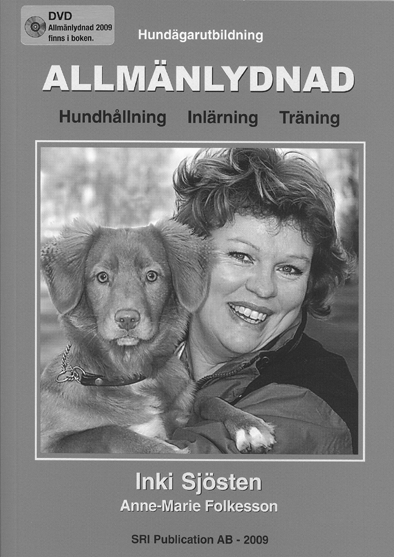 DVD
Allmänlydnad 2009
finns i boken.
Hundägarutbildning
ALLMÄNLYDNAD
Hundhållning Inlärning Träning
Inki Sjösten
Anne-Marie Folkesson
SRI Publication AB - 2009